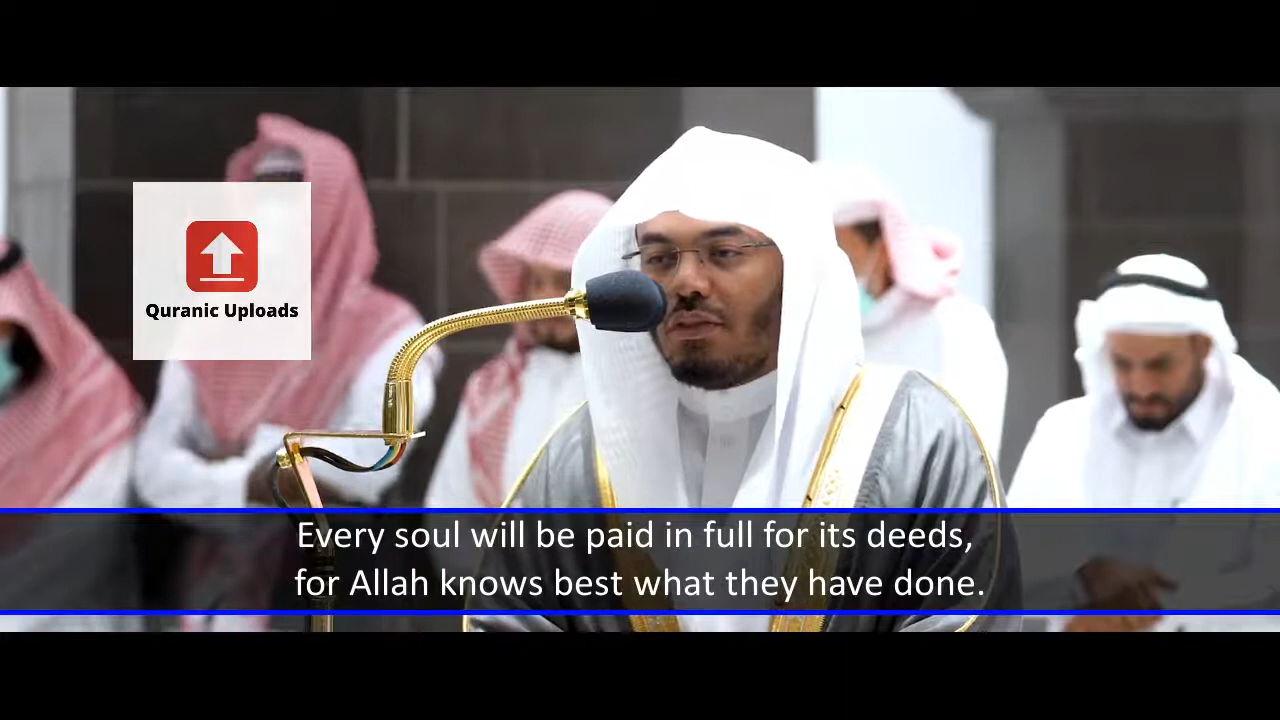 Quranic Uploads
Every soul will be paid in full for its deeds,
for Allah knows best what they have done.